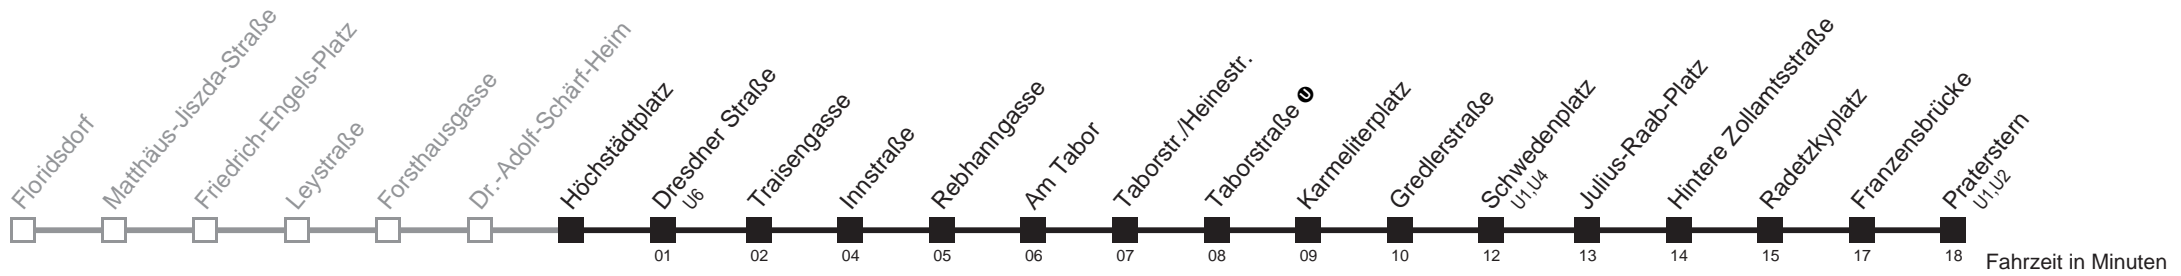 Floridsdorf
Matthäus-Jiszda-Straße
Friedrich-Engels-Platz
Leystraße
Forsthausgasse
Dr.-Adolf-Schärf-Heim
Höchstädtplatz
Dresdner Straße
U6
Traisengasse
Innstraße
Rebhanngasse
Am Tabor
Taborstr./Heinestr.
Taborstraße U
Karmeliterplatz
Gredlerstraße
Schwedenplatz
U1,U4
Julius-Raab-Platz
Hintere Zollamtsstraße
Radetzkyplatz
Franzensbrücke
Praterstern
U1,U2
01 02 04 05 06 07 08 09 10 12 13 14 15 17 18
Fahrzeit in Minuten